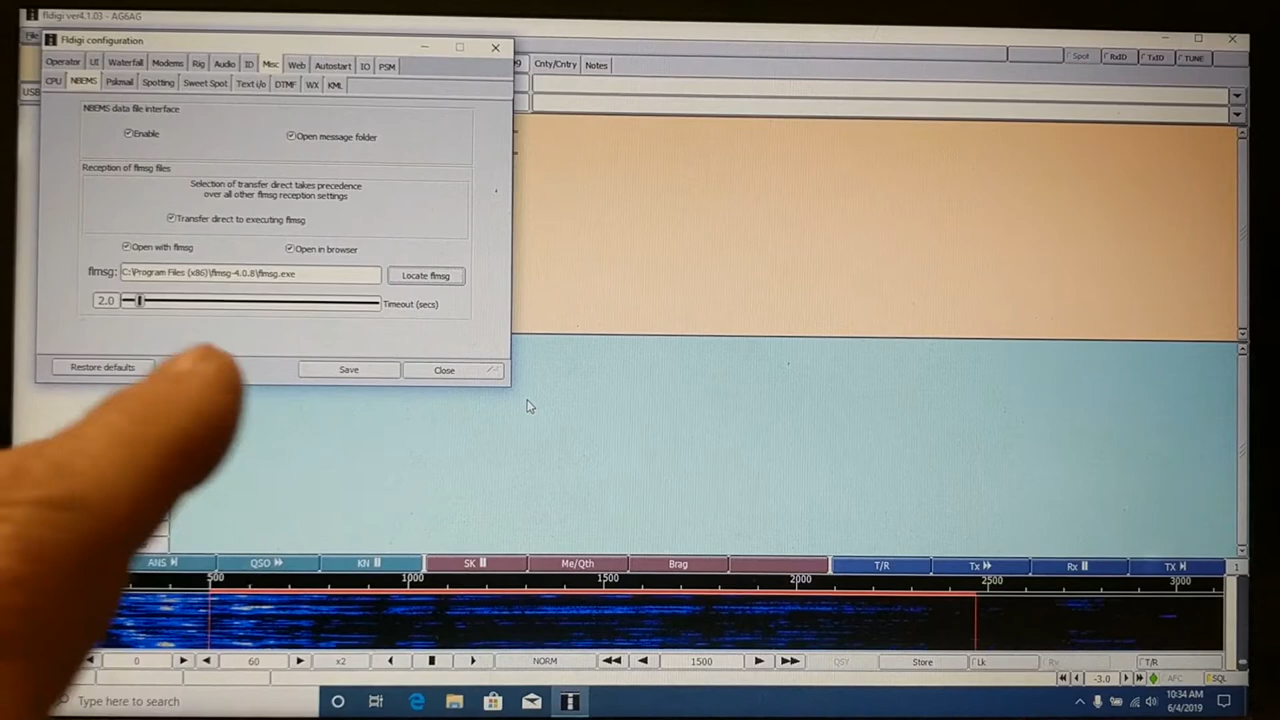 fldigi ver4.1.03 - AG6AG
File
Fldigi configuration
Operator UI Waterfall Modems Rig Audio ID Misc Web Autostart IO PSM
CPU NBEMS Pskmail Spotting Sweet Spot Text i/o DTMF WX KML
Cnty/Cntry Notes
Spot RxID TxID TUNE
USB
NBEMS data file interface
Enable Open message folder
Reception of flmsg files
Selection of transfer direct takes precedence
over all other flmsg reception settings
Transfer direct to executing flmsg
Open with flmsg Open in browser
flmsg: C:\Program Files (x86)\flmsg-4.0.8\flmsg.exe Locate flmsg
2.0 Timeout (secs)
Restore defaults Save Close
ANS QSO KN SK Me/Qth Brag T/R Tx Rx TX 1
500 1000 1500 2000 2500 3000
0 60 x2 NORM 1500 QSY Store Lk Rv T/R
-3.0 AFC SQL
Type here to search
10:34 AM
6/4/2019